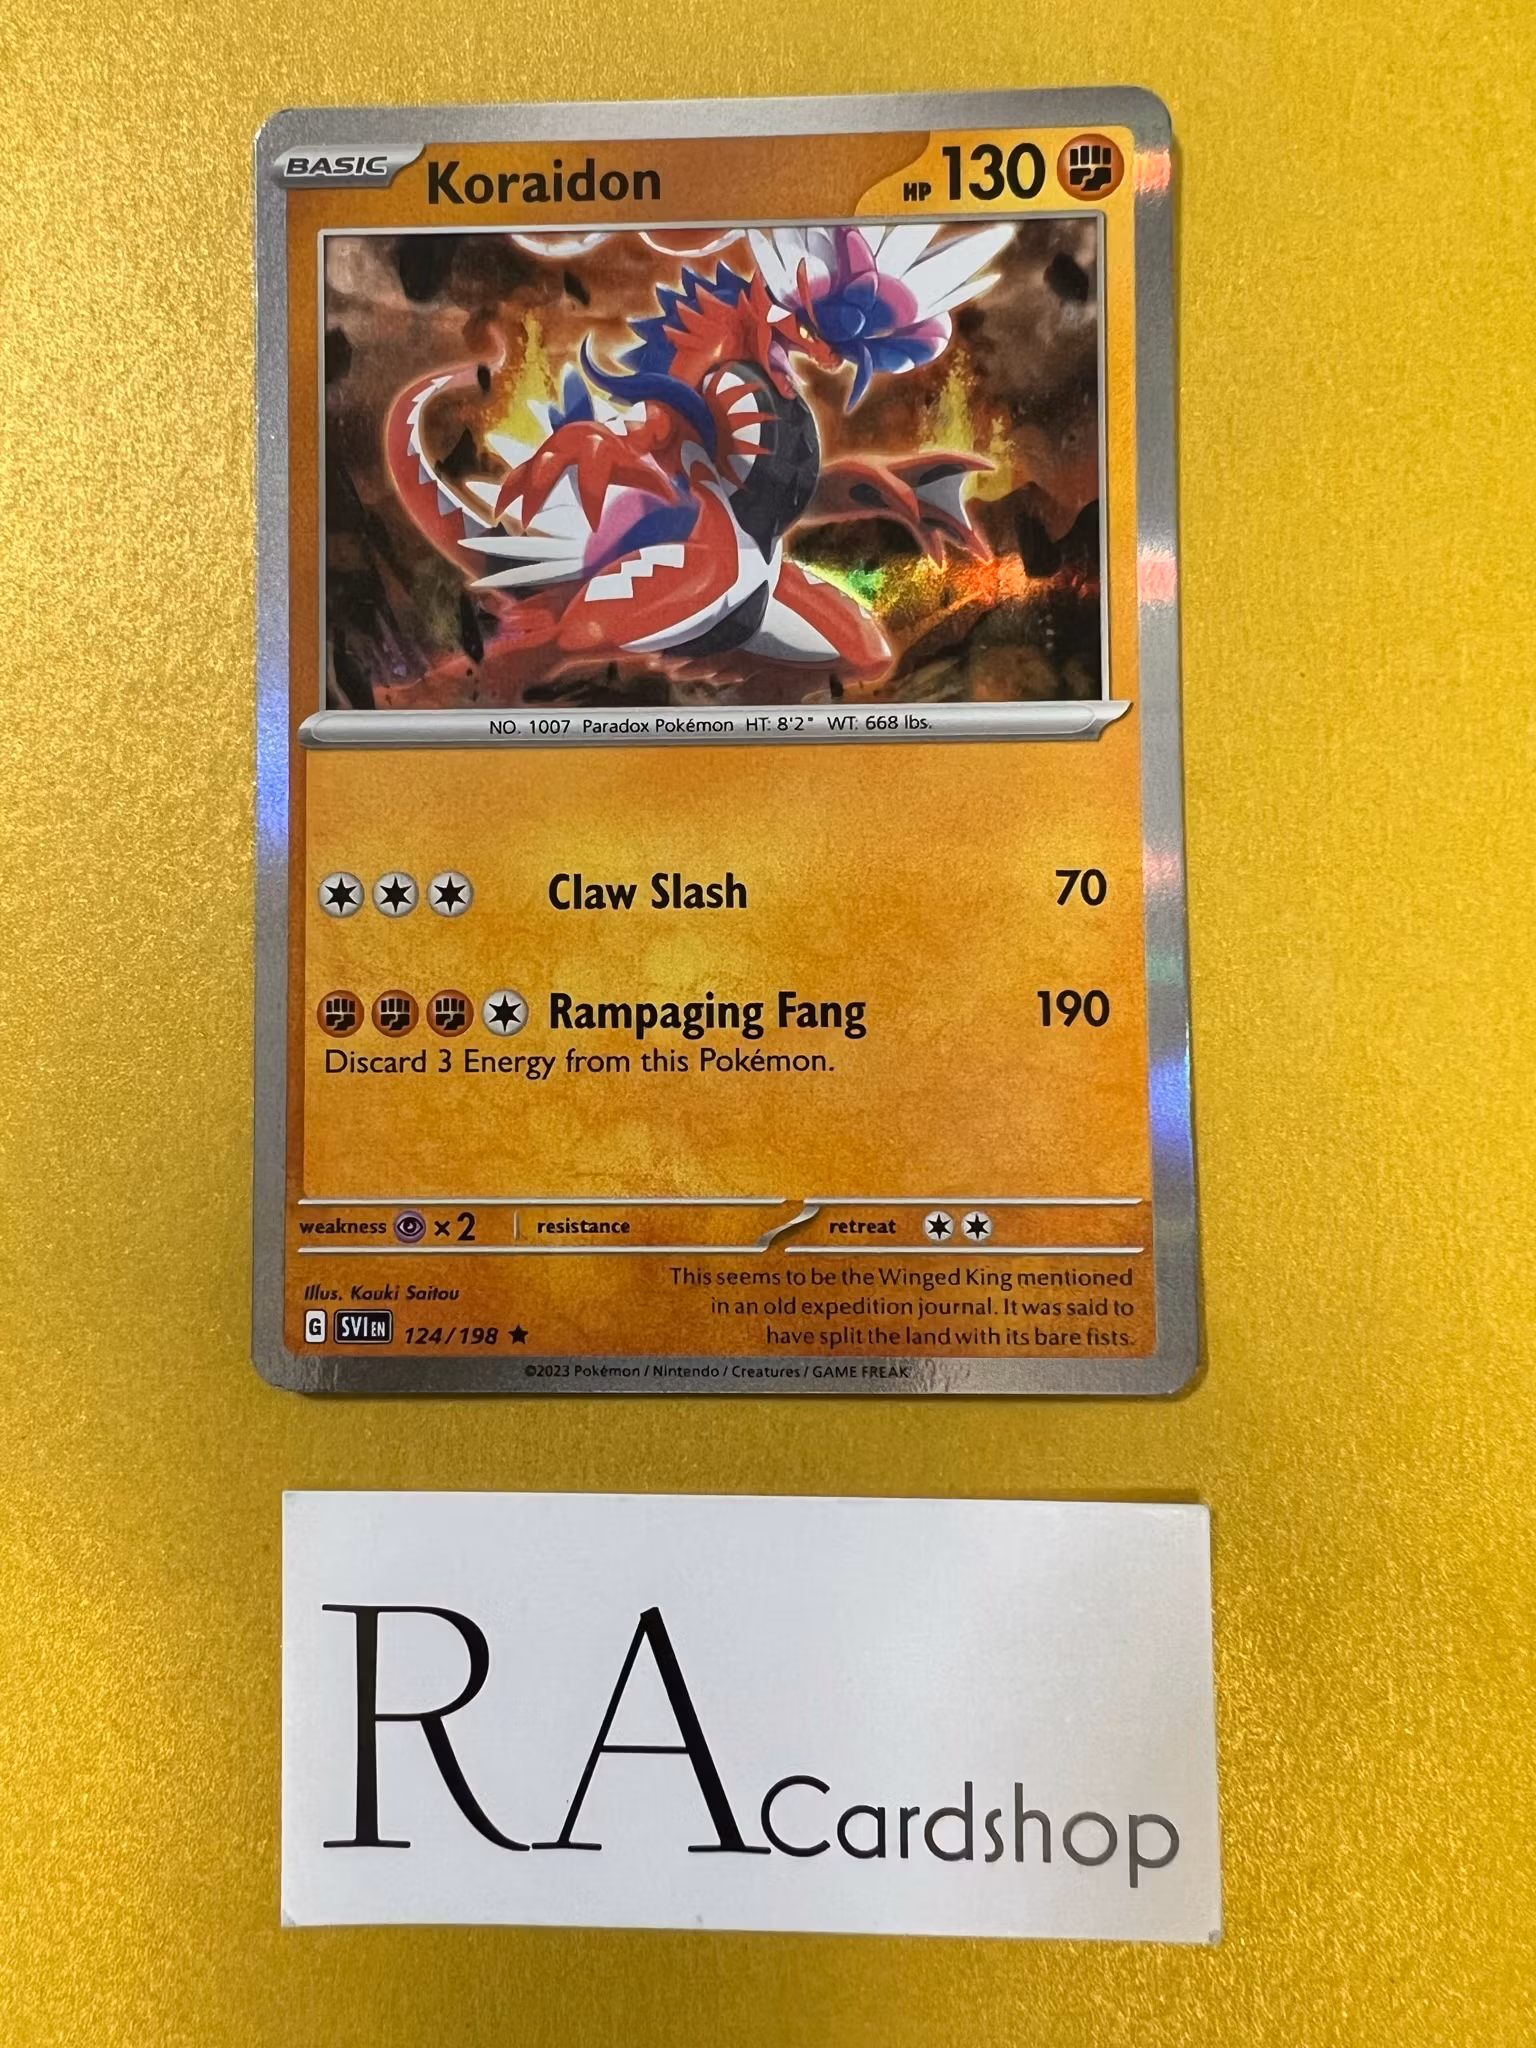 BASIC Koraidon HP 130
NO. 1007 Paradox Pokémon HT: 8'2" WT: 668 lbs.
Claw Slash 70
Rampaging Fang 190
Discard 3 Energy from this Pokémon.
weakness ×2 resistance retreat
Illus. Kouki Saitou
This seems to be the Winged King mentioned
in an old expedition journal. It was said to
have split the land with its bare fists.
G SVI EN 124/198
©2023 Pokémon / Nintendo / Creatures / GAME FREAK
RA Cardshop